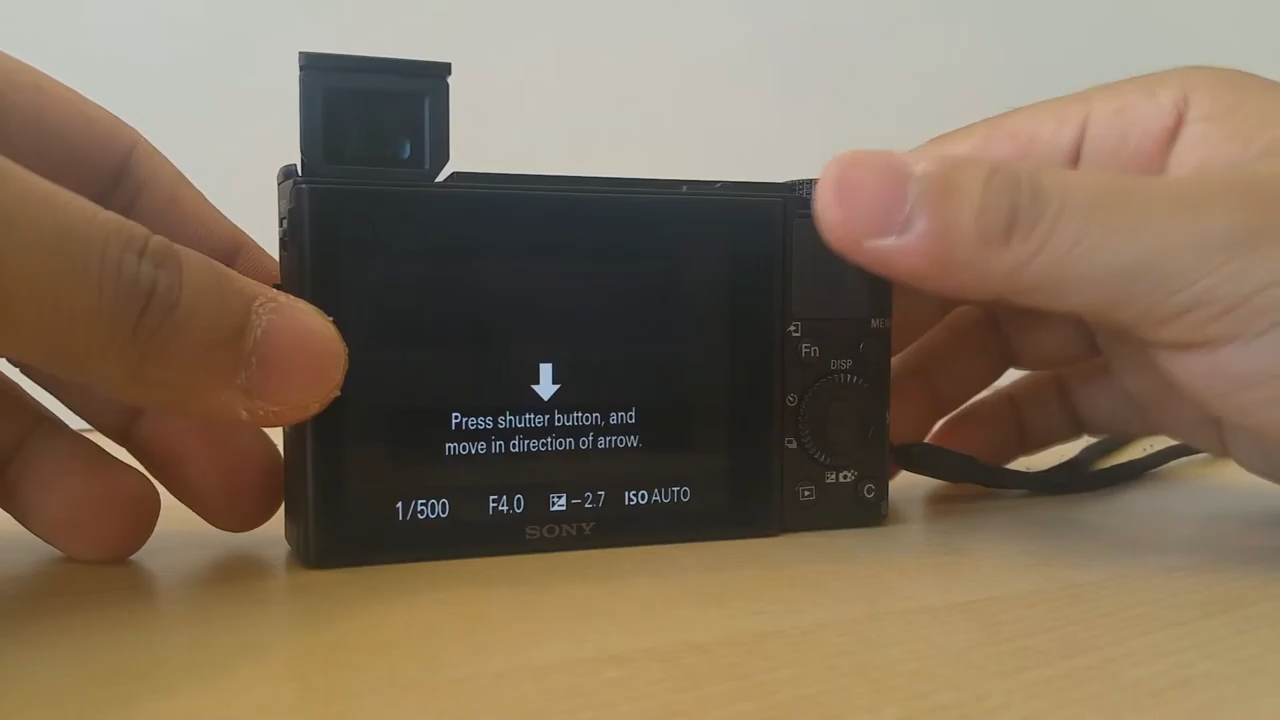 MEN
Fn
DISP
Press shutter button, and
move in direction of arrow.
1/500 F4.0 −2.7 ISO AUTO
C
SONY